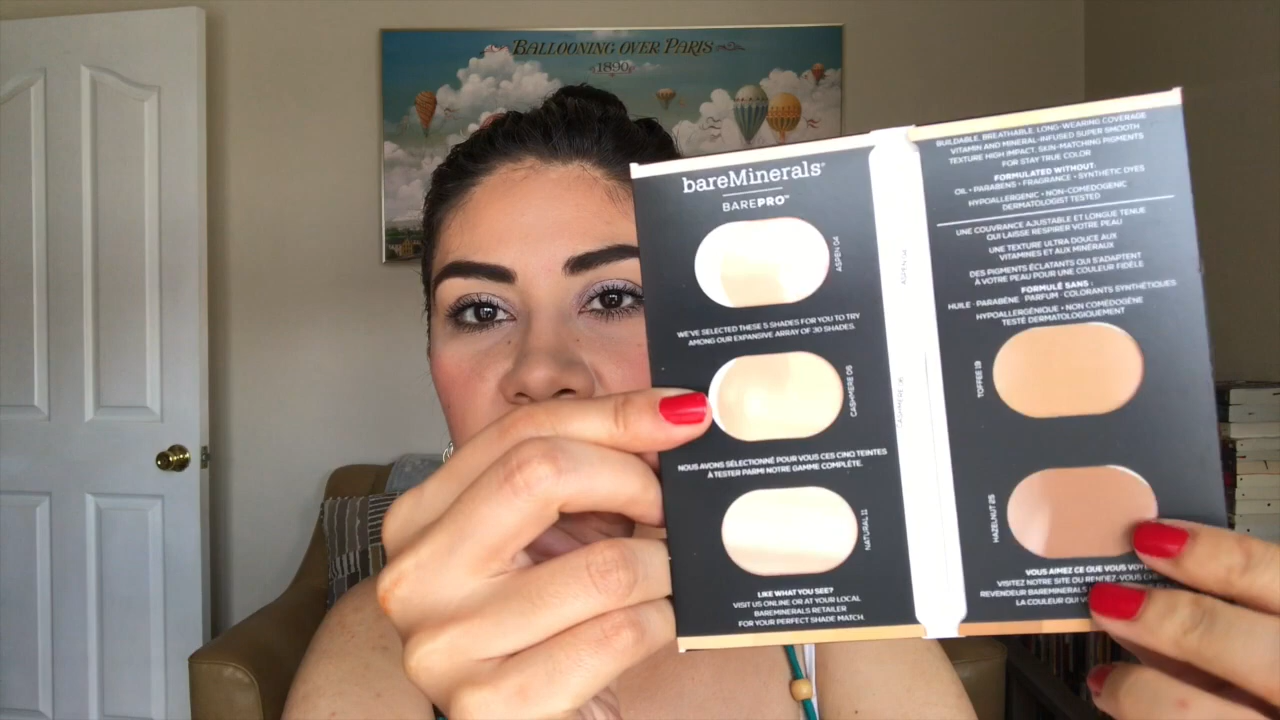 BALLOONING OVER PARIS
1890
bareMinerals®
BAREPRO™
ASPEN 04
WE'VE SELECTED THESE 5 SHADES FOR YOU TO TRY
AMONG OUR EXPANSIVE ARRAY OF 30 SHADES.
CASHMERE 06
NOUS AVONS SÉLECTIONNÉ POUR VOUS CES CINQ TEINTES
À TESTER PARMI NOTRE GAMME COMPLÈTE.
NATURAL 11
LIKE WHAT YOU SEE?
VISIT US ONLINE OR AT YOUR LOCAL
BAREMINERALS RETAILER
FOR YOUR PERFECT SHADE MATCH.
ASPEN 04
CASHMERE 06
BUILDABLE, BREATHABLE, LONG-WEARING COVERAGE
VITAMIN AND MINERAL-INFUSED SUPER SMOOTH
TEXTURE HIGH IMPACT, SKIN-MATCHING PIGMENTS
FOR STAY TRUE COLOR
FORMULATED WITHOUT:
OIL • PARABENS • FRAGRANCE • SYNTHETIC DYES
HYPOALLERGENIC • NON-COMEDOGENIC
DERMATOLOGIST TESTED
UNE COUVRANCE AJUSTABLE ET LONGUE TENUE
QUI LAISSE RESPIRER VOTRE PEAU
UNE TEXTURE ULTRA DOUCE AUX
VITAMINES ET AUX MINÉRAUX
DES PIGMENTS ÉCLATANTS QUI S'ADAPTENT
À VOTRE PEAU POUR UNE COULEUR FIDÈLE
FORMULÉ SANS :
HUILE • PARABÈNE PARFUM • COLORANTS SYNTHÉTIQUES
HYPOALLERGÉNIQUE • NON COMÉDOGÈNE
TESTÉ DERMATOLOGIQUEMENT
TOFFEE 19
HAZELNUT 25
VOUS AIMEZ CE QUE VOUS
VISITEZ NOTRE SITE OU RENDEZ-VOUS
REVENDEUR BAREMINERALS
LA COULEUR QUI